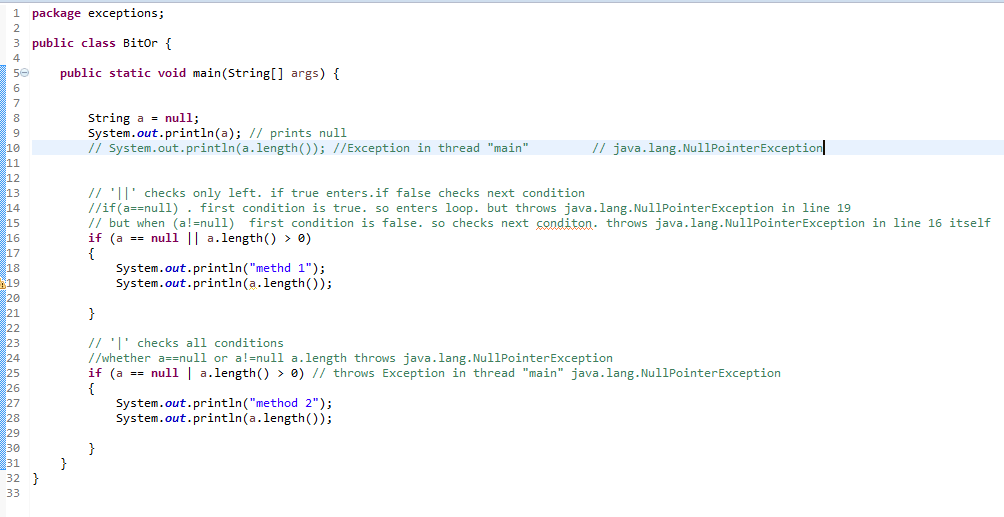 1 package exceptions;
2
3 public class BitOr {
4
5 public static void main(String[] args) {
6
7
8 String a = null;
9 System.out.println(a); // prints null
10 // System.out.println(a.length()); //Exception in thread "main" // java.lang.NullPointerException
11
12
13 // '||' checks only left. if true enters.if false checks next condition
14 //if(a==null) . first condition is true. so enters loop. but throws java.lang.NullPointerException in line 19
15 // but when (a!=null) first condition is false. so checks next conditon. throws java.lang.NullPointerException in line 16 itself
16 if (a == null || a.length() > 0)
17 {
18 System.out.println("methd 1");
19 System.out.println(a.length());
20
21 }
22
23 // '|' checks all conditions
24 //whether a==null or a!=null a.length throws java.lang.NullPointerException
25 if (a == null | a.length() > 0) // throws Exception in thread "main" java.lang.NullPointerException
26 {
27 System.out.println("method 2");
28 System.out.println(a.length());
29
30 }
31 }
32 }
33